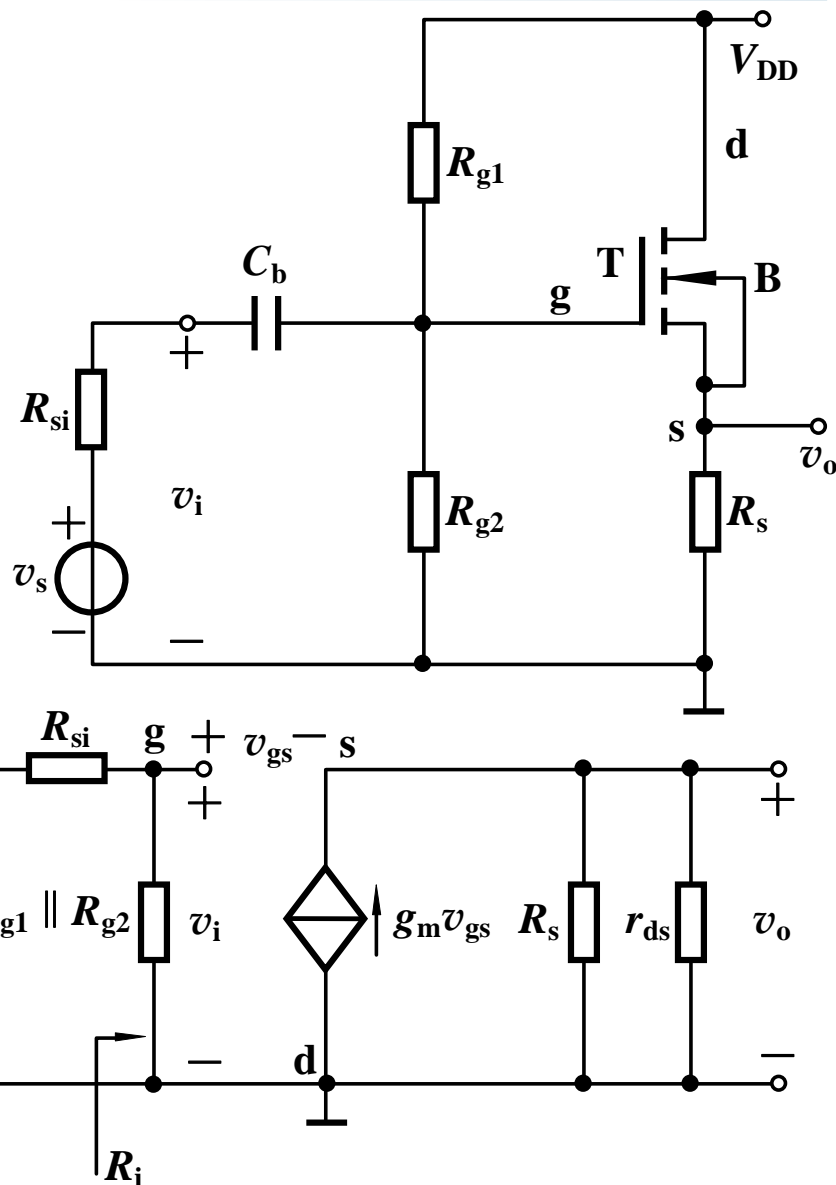 V_DD
d
R_g1
C_b
T
B
g
+
R_si
s
v_o
v_i
R_g2
R_s
+
v_s
—
—
R_si
g
+ v_gs — s
+
+
g1 || R_g2
v_i
g_m v_gs
R_s
r_ds
v_o
—
d
—
R_i